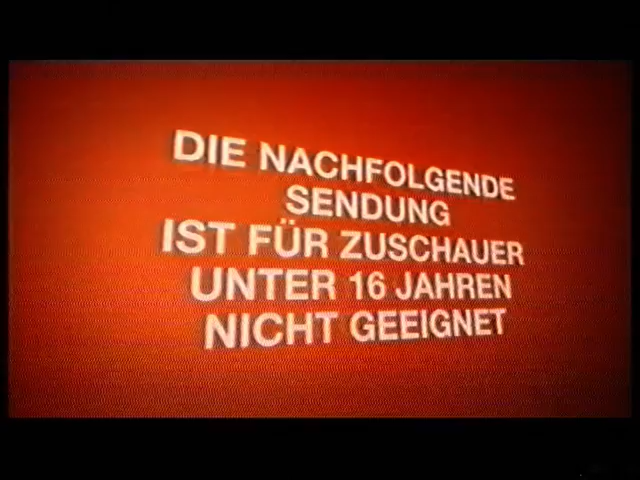 DIE NACHFOLGENDE
SENDUNG
IST FÜR ZUSCHAUER
UNTER 16 JAHREN
NICHT GEEIGNET